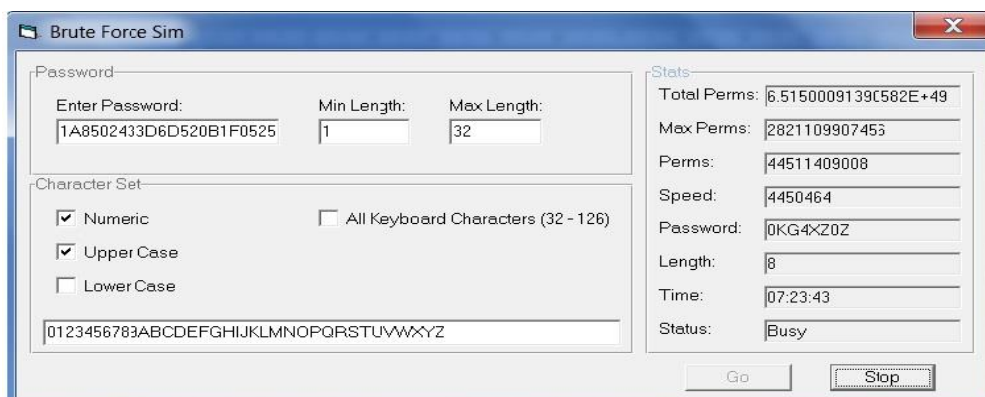 Brute Force Sim
Password
Enter Password:
Min Length:
Max Length:
1A8502433D6D520B1F0525
1
32
Character Set
Numeric
All Keyboard Characters (32 - 126)
Upper Case
Lower Case
0123456789ABCDEFGHIJKLMNOPQRSTUVWXYZ
Stats
Total Perms: 6.51500091390582E+49
Max Perms: 2821109907456
Perms: 44511409008
Speed: 4450464
Password: 0KG4XZ0Z
Length: 8
Time: 07:23:43
Status: Busy
Go
Stop